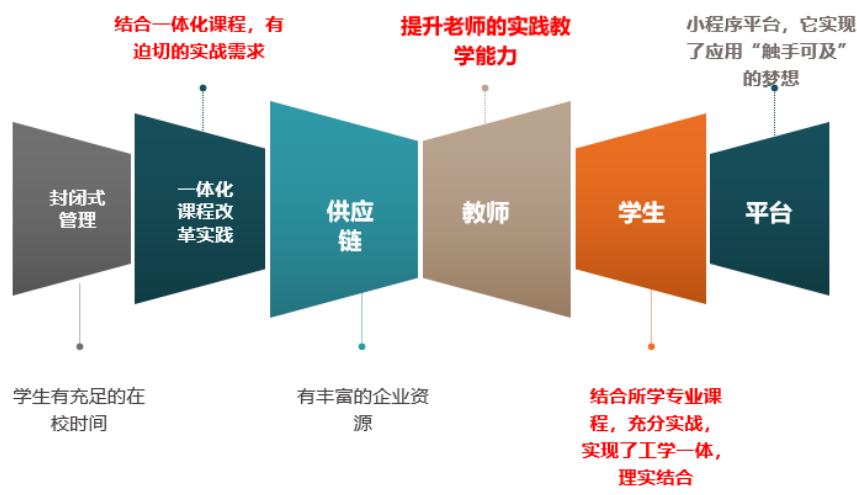 结合一体化课程，有
迫切的实战需求
提升老师的实践教
学能力
小程序平台，它实现
了应用“触手可及”
的梦想
封闭式
管理
一体化
课程改
革实践
供应
链
教师
学生
平台
学生有充足的在
校时间
有丰富的企业资
源
结合所学专业课
程，充分实战，
实现了工学一体，
理实结合